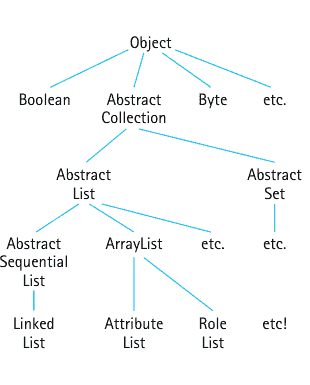 Object
Boolean Abstract Byte etc.
Collection
Abstract Abstract
List Set
Abstract ArrayList etc. etc.
Sequential
List
Linked Attribute Role etc!
List List List